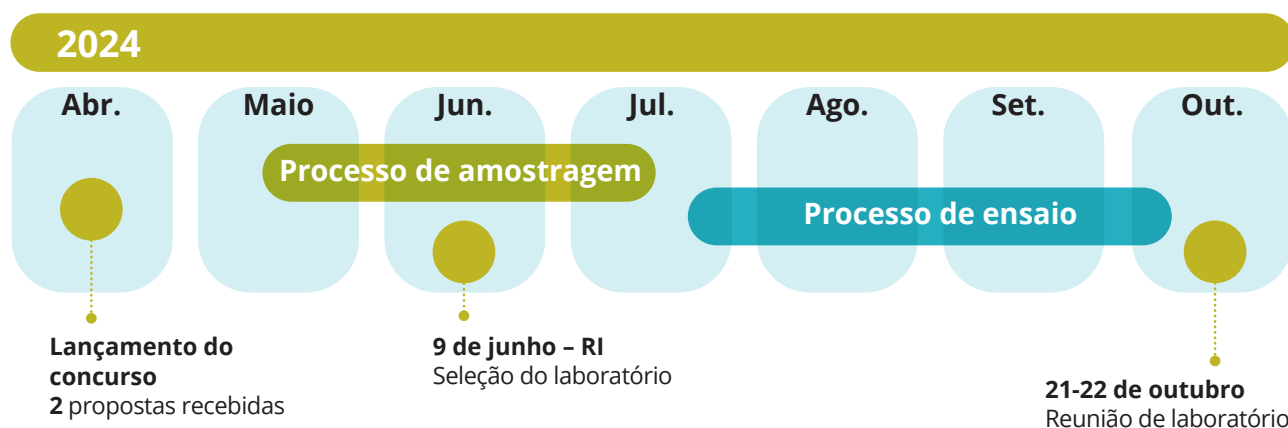 2024
Abr.
Maio
Jun.
Jul.
Ago.
Set.
Out.
Processo de amostragem
Processo de ensaio
Lançamento do
concurso
2 propostas recebidas
9 de junho – RI
Seleção do laboratório
21-22 de outubro
Reunião de laboratório